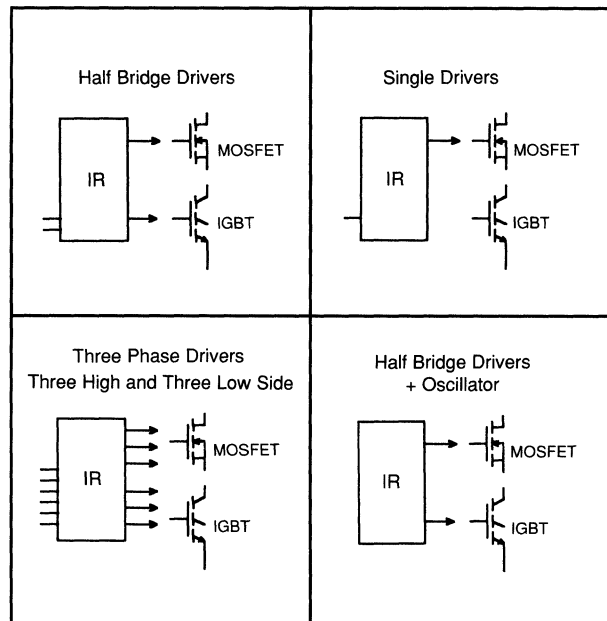 Half Bridge Drivers
IR
MOSFET
IGBT
Single Drivers
IR
MOSFET
IGBT
Three Phase Drivers
Three High and Three Low Side
IR
MOSFET
IGBT
Half Bridge Drivers
+ Oscillator
IR
MOSFET
IGBT